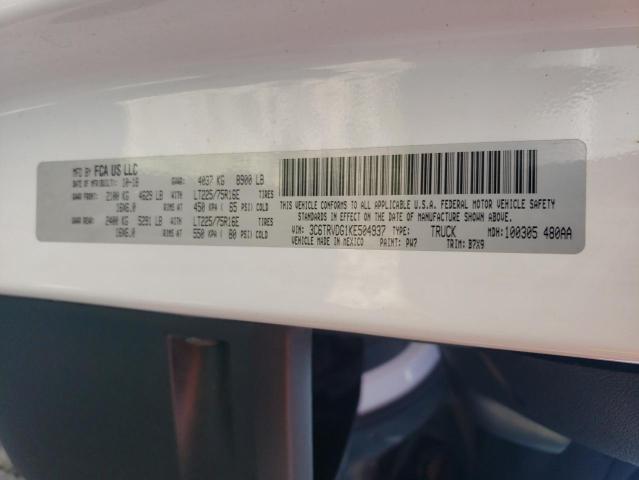 MFD BY FCA US LLC
DATE OF MFR(BUILT): 10-18 GVWR: 4037 KG 8900 LB
GAWR FRONT: 2100 KG 4629 LB WITH LT225/75R16E TIRES
16X6.0 RIMS AT 450 KPA( 65 PSI) COLD
GAWR REAR: 2400 KG 5291 LB WITH LT225/75R16E TIRES
16X6.0 RIMS AT 550 KPA( 80 PSI) COLD
THIS VEHICLE CONFORMS TO ALL APPLICABLE U.S.A. FEDERAL MOTOR VEHICLE SAFETY
STANDARDS IN EFFECT ON THE DATE OF MANUFACTURE SHOWN ABOVE.
VIN: 3C6TRVDG1KE504937 TYPE: TRUCK MDH: 100305 480AA
VEHICLE MADE IN MEXICO PAINT: PW7 TRIM: B7X9